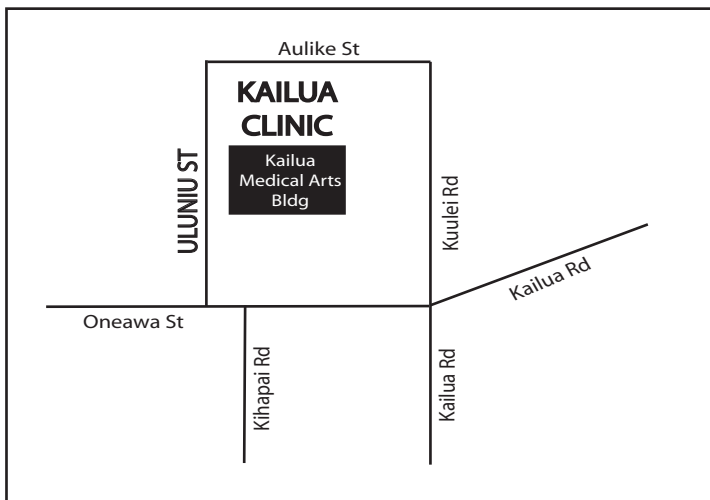 Aulike St
KAILUA
CLINIC
Kailua
Medical Arts
Bldg
ULUNIU ST
Kuulei Rd
Kailua Rd
Oneawa St
Kihapai Rd
Kailua Rd